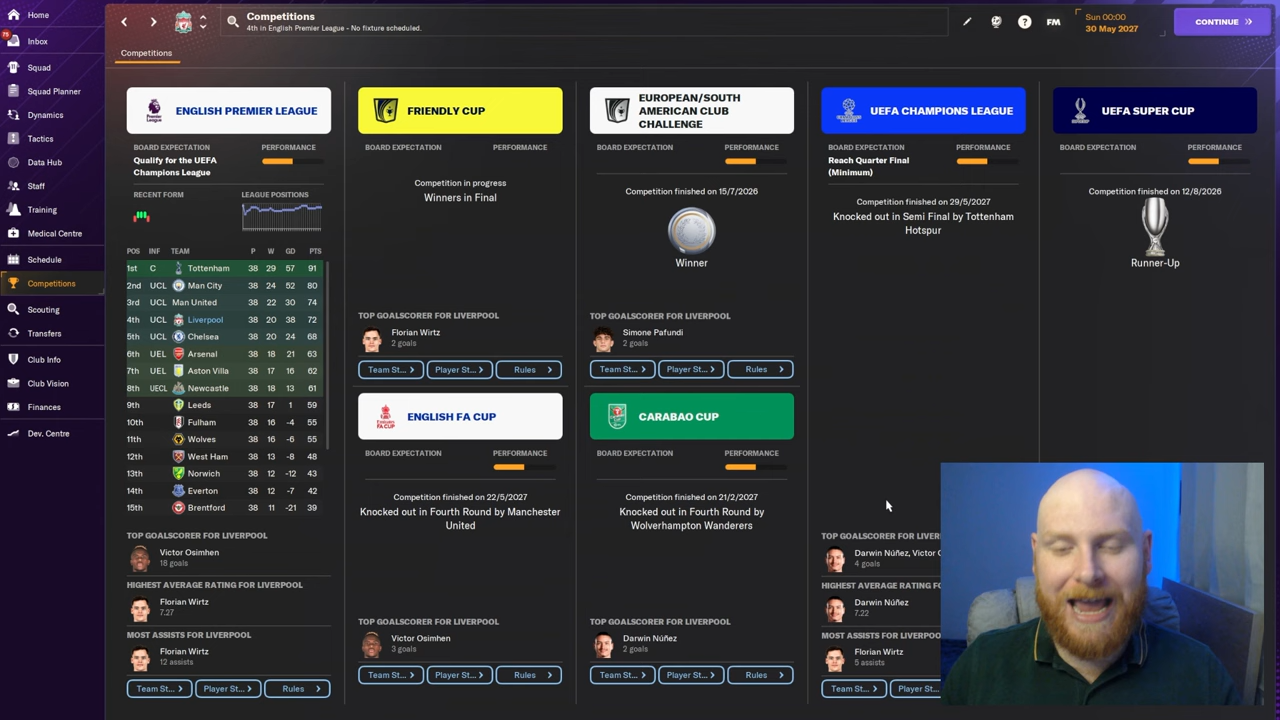 Home
75
Inbox
Squad
Squad Planner
Dynamics
Tactics
Data Hub
Staff
Training
Medical Centre
Schedule
Competitions
Scouting
Transfers
Club Info
Club Vision
Finances
Dev. Centre
Competitions
4th in English Premier League - No fixture scheduled.
?
FM
Sun 00:00
30 May 2027
CONTINUE
Competitions
ENGLISH PREMIER LEAGUE
BOARD EXPECTATION PERFORMANCE
Qualify for the UEFA
Champions League
RECENT FORM LEAGUE POSITIONS
POS INF TEAM P W GD PTS
1st C Tottenham 38 29 57 91
2nd UCL Man City 38 24 52 80
3rd UCL Man United 38 22 30 74
4th UCL Liverpool 38 20 38 72
5th UCL Chelsea 38 20 24 68
6th UEL Arsenal 38 18 21 63
7th UEL Aston Villa 38 17 16 62
8th UECL Newcastle 38 18 13 61
9th Leeds 38 17 1 59
10th Fulham 38 16 -4 55
11th Wolves 38 16 -6 55
12th West Ham 38 13 -8 48
13th Norwich 38 12 -12 43
14th Everton 38 12 -7 42
15th Brentford 38 11 -21 39
TOP GOALSCORER FOR LIVERPOOL
Victor Osimhen
18 goals
HIGHEST AVERAGE RATING FOR LIVERPOOL
Florian Wirtz
7.27
MOST ASSISTS FOR LIVERPOOL
Florian Wirtz
12 assists
Team St... Player St... Rules
FRIENDLY CUP
BOARD EXPECTATION PERFORMANCE
Competition in progress
Winners in Final
TOP GOALSCORER FOR LIVERPOOL
Florian Wirtz
2 goals
Team St... Player St... Rules
ENGLISH FA CUP
BOARD EXPECTATION PERFORMANCE
Competition finished on 22/5/2027
Knocked out in Fourth Round by Manchester
United
TOP GOALSCORER FOR LIVERPOOL
Victor Osimhen
3 goals
Team St... Player St... Rules
EUROPEAN/SOUTH
AMERICAN CLUB
CHALLENGE
BOARD EXPECTATION PERFORMANCE
Competition finished on 15/7/2026
Winner
TOP GOALSCORER FOR LIVERPOOL
Simone Pafundi
2 goals
Team St... Player St... Rules
CARABAO CUP
BOARD EXPECTATION PERFORMANCE
Competition finished on 21/2/2027
Knocked out in Fourth Round by
Wolverhampton Wanderers
TOP GOALSCORER FOR LIVERPOOL
Darwin Núñez
2 goals
Team St... Player St... Rules
UEFA CHAMPIONS LEAGUE
BOARD EXPECTATION PERFORMANCE
Reach Quarter Final
(Minimum)
Competition finished on 29/5/2027
Knocked out in Semi Final by Tottenham
Hotspur
TOP GOALSCORER FOR LIVERPOOL
Darwin Núñez, Victor
4 goals
HIGHEST AVERAGE RATING FO
Darwin Núñez
7.22
MOST ASSISTS FOR LIVERPOOL
Florian Wirtz
5 assists
Team St... Player
UEFA SUPER CUP
BOARD EXPECTATION PERFORMANCE
Competition finished on 12/8/2026
Runner-Up